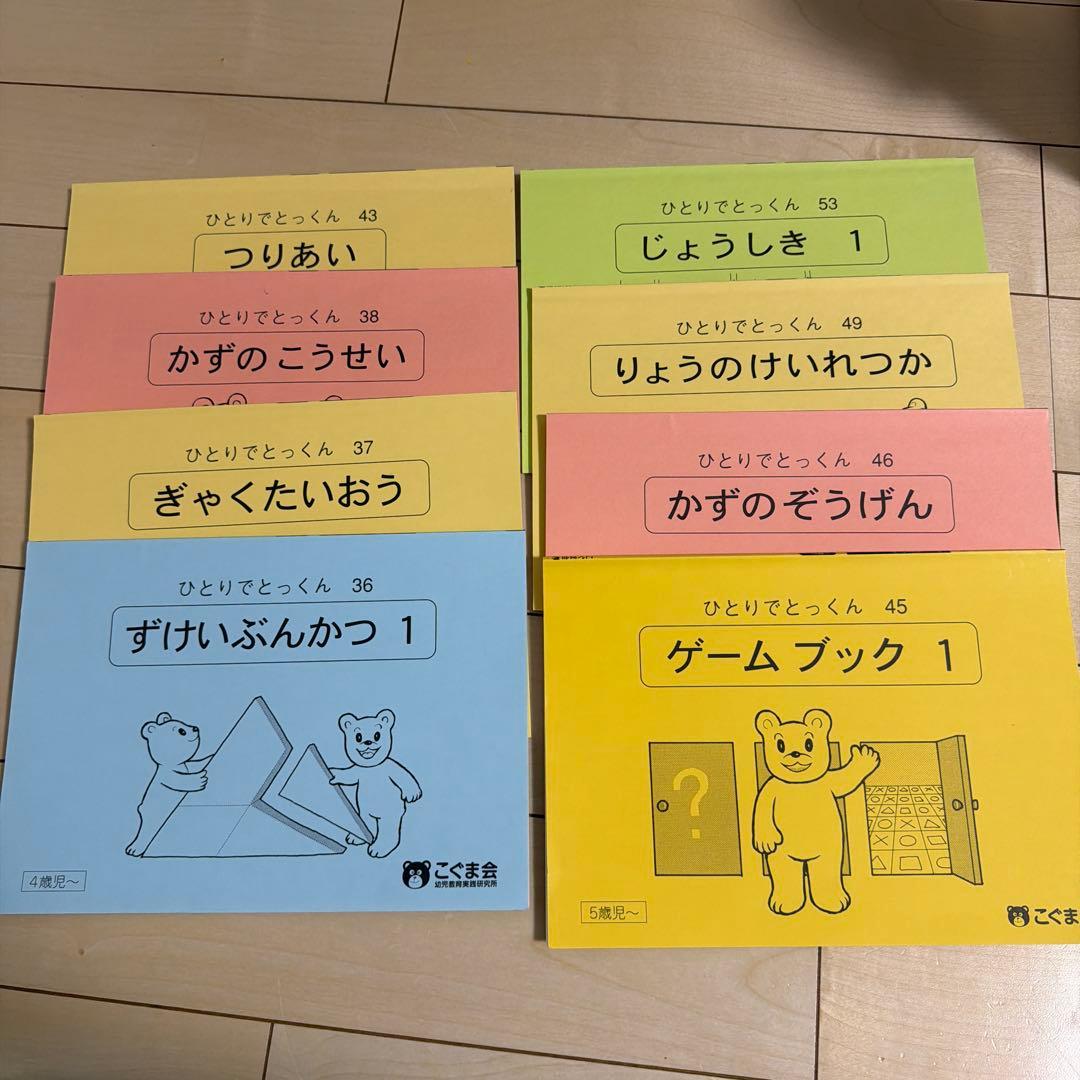 ひとりでとっくん 43
つりあい
ひとりでとっくん 38
かずの こうせい
ひとりでとっくん 37
ぎゃくたいおう
ひとりでとっくん 36
ずけいぶんかつ 1
4歳児～
こぐま会
幼児教育実践研究所
ひとりでとっくん 53
じょうしき 1
ひとりでとっくん 49
りょうのけいれつか
ひとりでとっくん 46
かずの ぞうげん
ひとりでとっくん 45
ゲーム ブック 1
?
5歳児～
こぐま